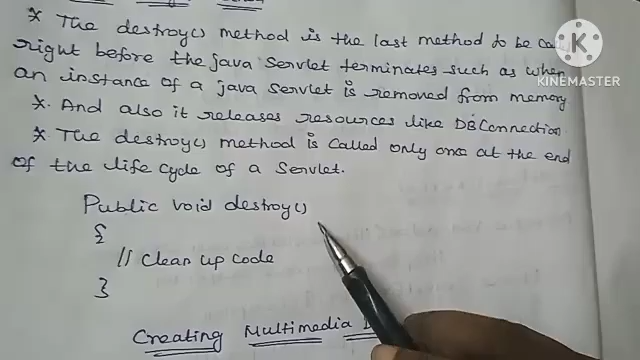 * The destroy() method is the last method to be
right before the java Servlet terminates such as when
an instance of a java servlet is removed from memory
*. And also it releases resources like DB Connection
* The destroy() method is called only once at the end
of the life cycle of a Servlet.
Public void destroy()
{
// Clean up code
}
Creating Multimedia
K
KINEMASTER